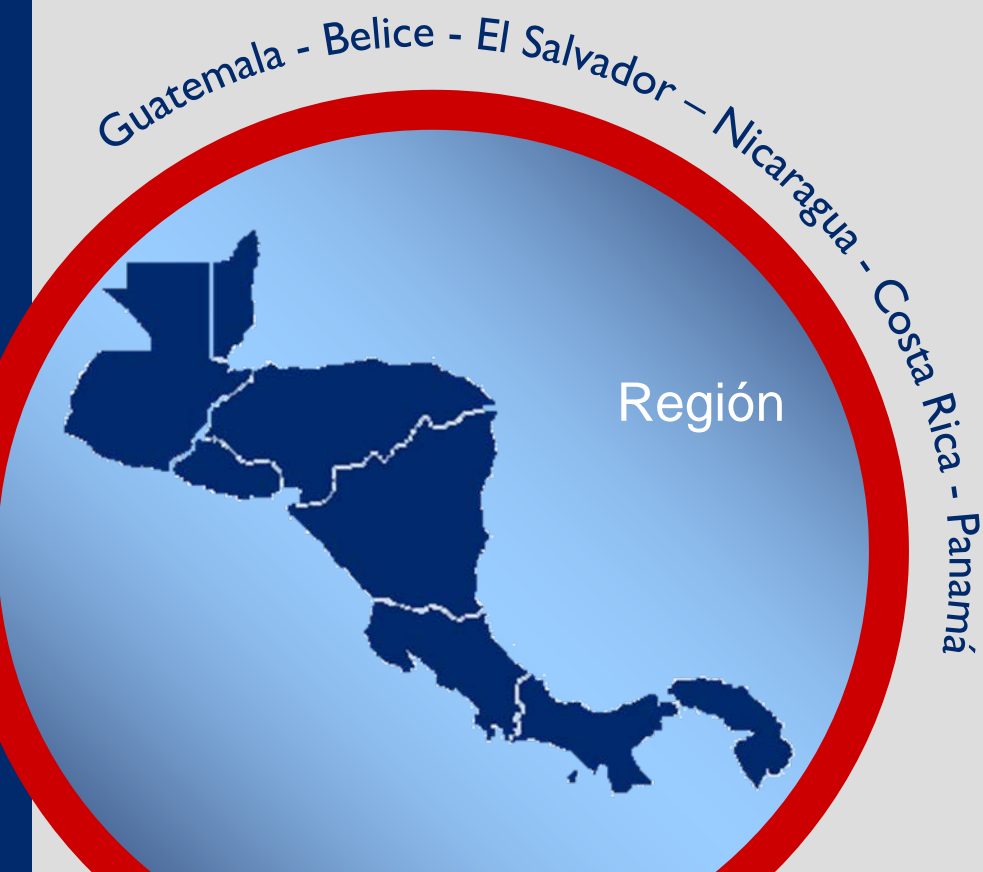 Guatemala - Belice - El Salvador – Nicaragua - Costa Rica - Panamá
Región